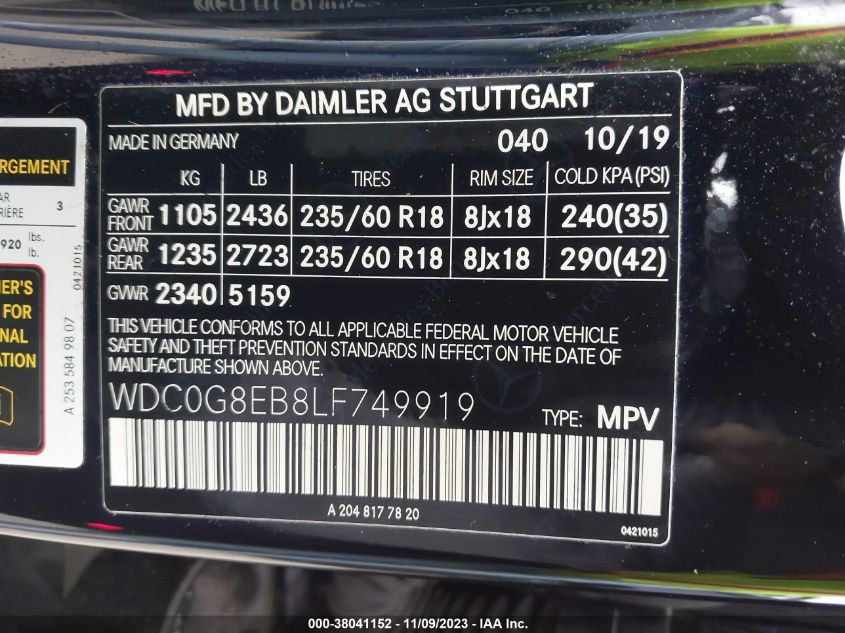 MFD BY DAIMLER AG STUTTGART
MADE IN GERMANY 040 10/19
KG LB TIRES RIM SIZE COLD KPA (PSI)
GAWR FRONT 1105 2436 235/60 R18 8Jx18 240(35)
GAWR REAR 1235 2723 235/60 R18 8Jx18 290(42)
GVWR 2340 5159
THIS VEHICLE CONFORMS TO ALL APPLICABLE FEDERAL MOTOR VEHICLE
SAFETY AND THEFT PREVENTION STANDARDS IN EFFECT ON THE DATE OF
MANUFACTURE SHOWN ABOVE.
WDC0G8EB8LF749919 TYPE: MPV
A 204 817 78 20
0421015
3
920 lbs.
lb.
0421015
FOR
A 253 584 98 07
000-38041152 - 11/09/2023 - IAA Inc.